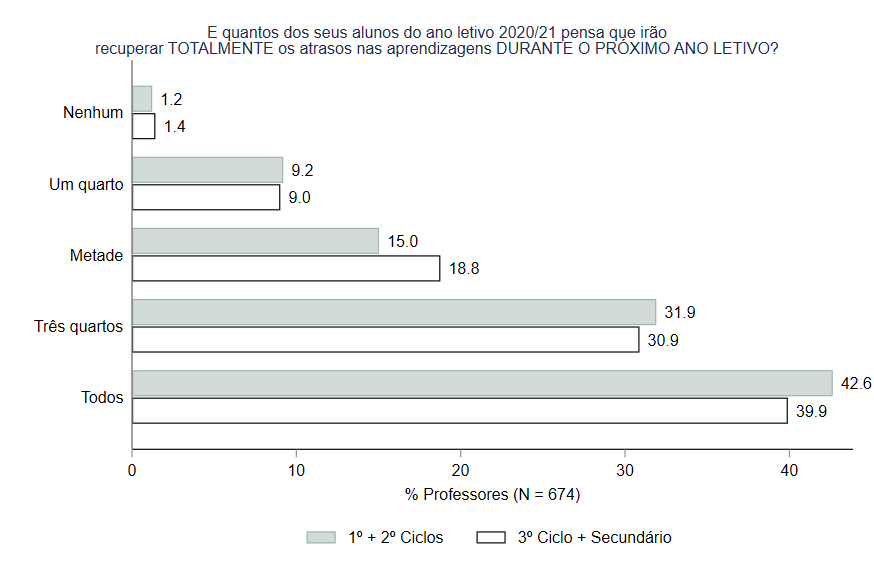 E quantos dos seus alunos do ano letivo 2020/21 pensa que irão
recuperar TOTALMENTE os atrasos nas aprendizagens DURANTE O PRÓXIMO ANO LETIVO?
Nenhum
1.2
1.4
Um quarto
9.2
9.0
Metade
15.0
18.8
Três quartos
31.9
30.9
Todos
42.6
39.9
0 10 20 30 40
% Professores (N = 674)
1º + 2º Ciclos 3º Ciclo + Secundário